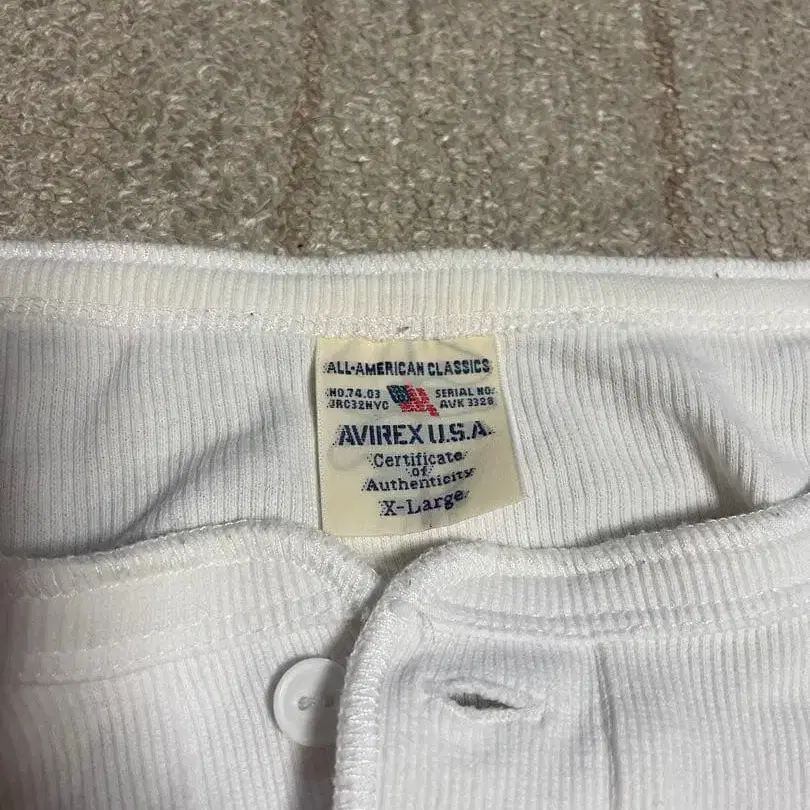 ALL-AMERICAN CLASSICS
NO.74.03 SERIAL NO.
JRC32NYC AVK 3328
AVIREX U.S.A.
Certificate
of
Authenticity
X-Large